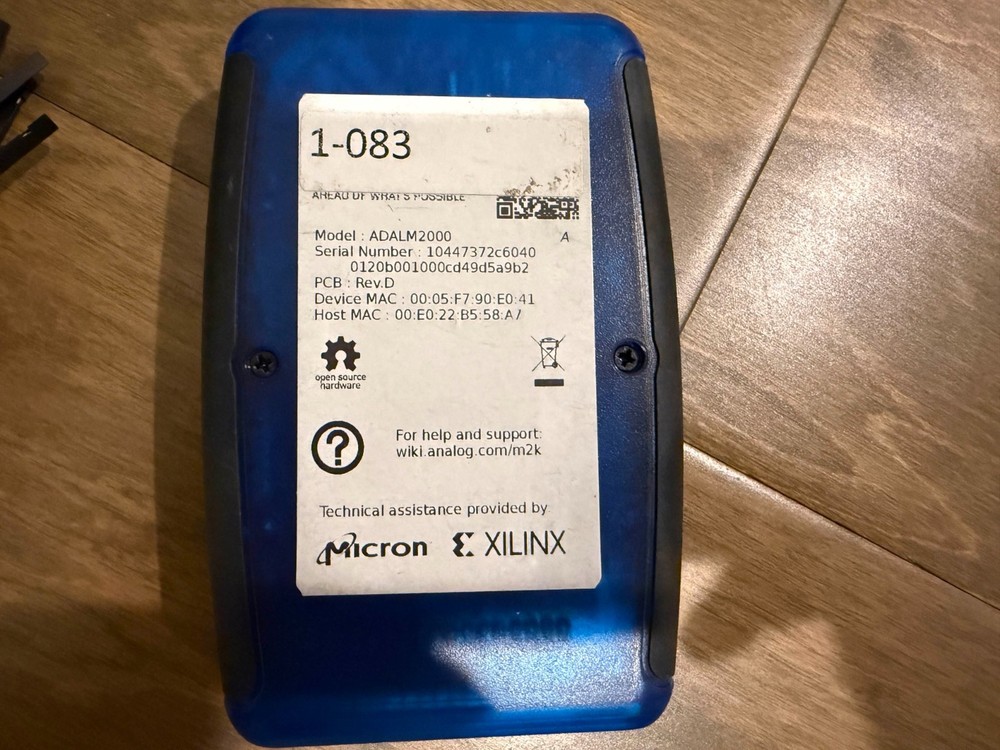 1-083
AHEAD OF WHAT'S POSSIBLE
Model : ADALM2000 A
Serial Number : 10447372c6040
0120b001000cd49d5a9b2
PCB : Rev.D
Device MAC : 00:05:F7:90:E0:41
Host MAC : 00:E0:22:B5:58:A7
open source
hardware
?
For help and support:
wiki.analog.com/m2k
Technical assistance provided by
Micron XILINX